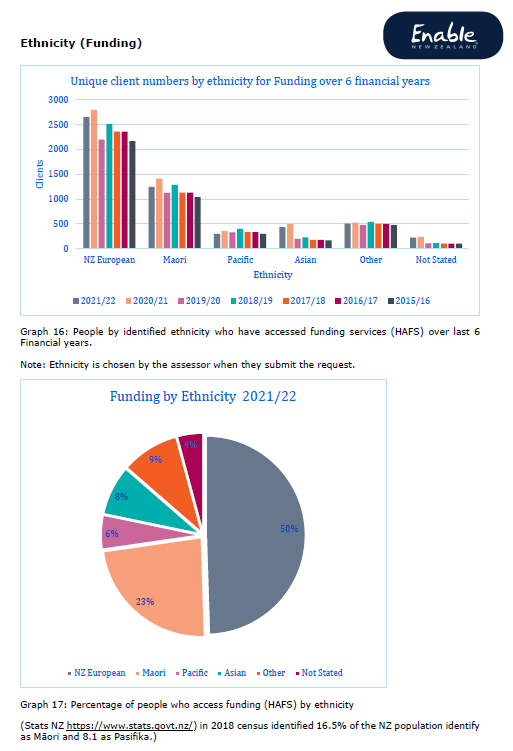 Ethnicity (Funding)
Enable
NEW ZEALAND
Unique client numbers by ethnicity for Funding over 6 financial years
3000
2500
2000
1500
1000
500
0
Clients
NZ European Maori Pacific Asian Other Not Stated
Ethnicity
2021/22 2020/21 2019/20 2018/19 2017/18 2016/17 2015/16
Graph 16: People by identified ethnicity who have accessed funding services (HAFS) over last 6
Financial years.
Note: Ethnicity is chosen by the assessor when they submit the request.
Funding by Ethnicity 2021/22
4%
9%
8%
50%
6%
23%
NZ European Maori Pacific Asian Other Not Stated
Graph 17: Percentage of people who access funding (HAFS) by ethnicity
(Stats NZ https://www.stats.govt.nz/) in 2018 census identified 16.5% of the NZ population identify
as Māori and 8.1 as Pasifika.)